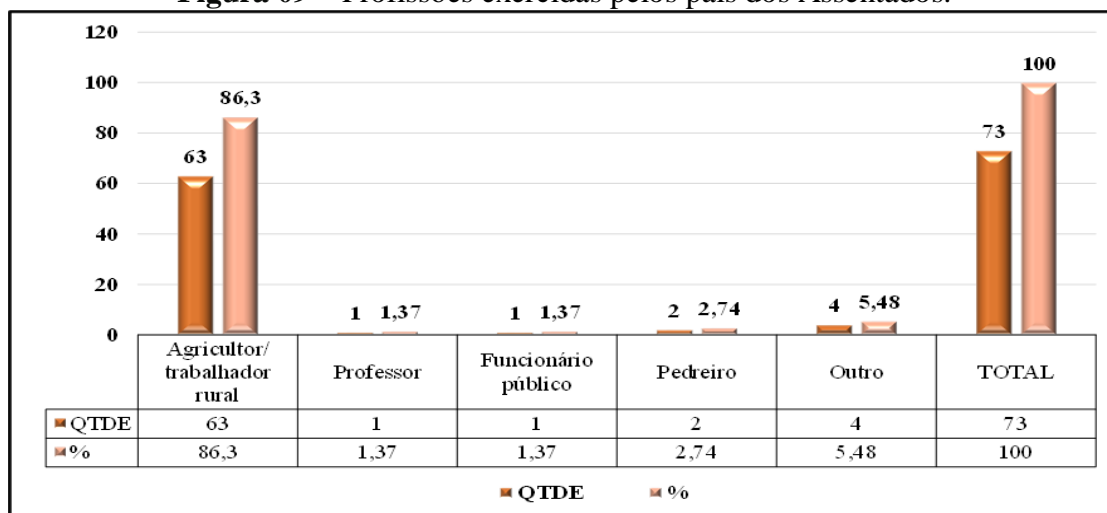 Figura 09 – Profissões exercidas pelos pais dos Assentados.
120
100
80
60
40
20
0
63
86,3
1
1,37
1
1,37
2
2,74
4
5,48
73
100
Agricultor/
trabalhador
rural
Professor
Funcionário
público
Pedreiro
Outro
TOTAL
QTDE 63 1 1 2 4 73
% 86,3 1,37 1,37 2,74 5,48 100
QTDE %